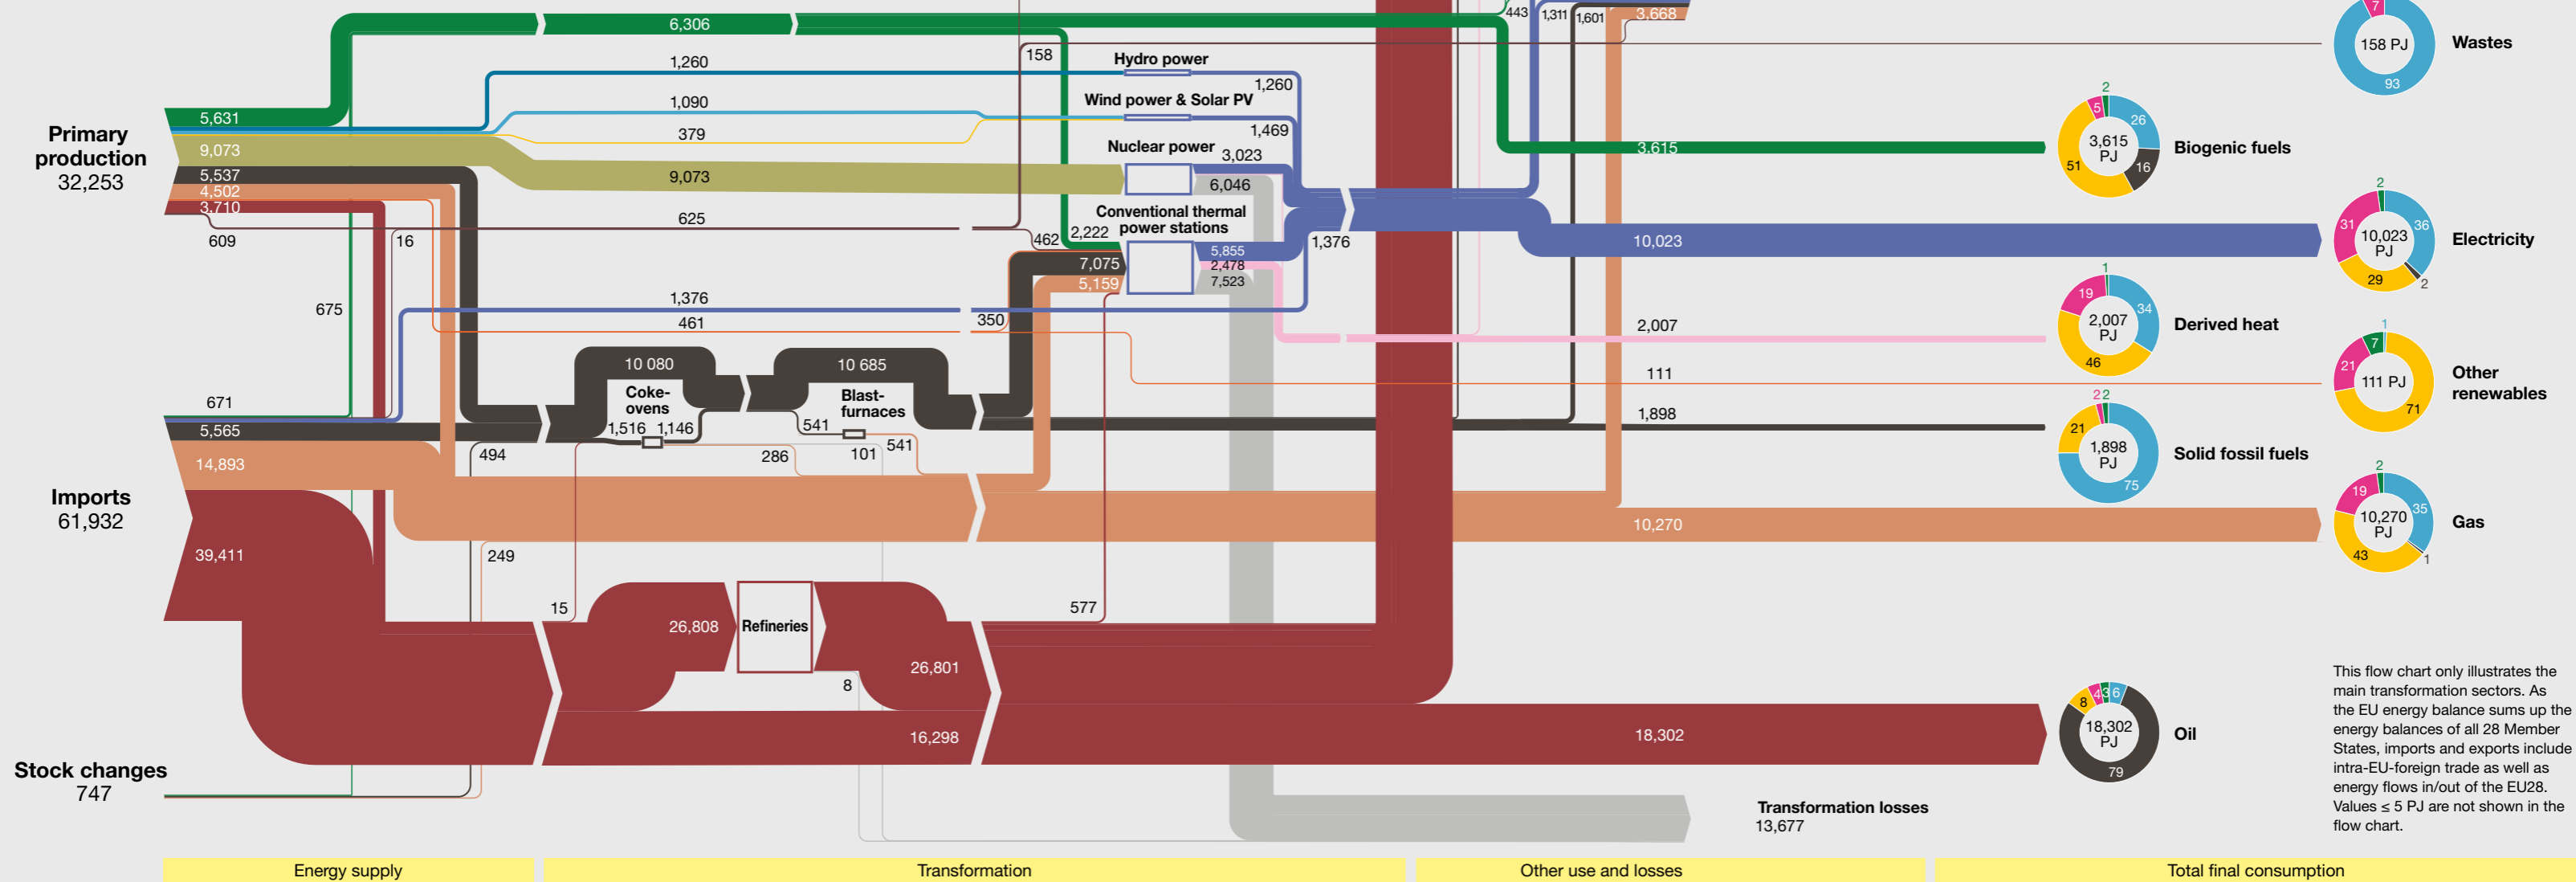 443
1,311
1,601
3,668
7
158 PJ
93
Wastes
6,306
158
Hydro power
1,260
1,260
Wind power & Solar PV
1,090
1,469
379
Nuclear power
3,023
6,046
9,073
Primary
production
32,253
5,631
9,073
5,537
4,502
3,710
609
16
675
625
462
2,222
Conventional thermal
power stations
7,075
5,159
5,855
2,478
7,523
1,376
1,376
461
350
2
5
26
3,615
PJ
51
16
Biogenic fuels
3.615
2
31
36
10,023
PJ
29
2
Electricity
10,023
1
19
34
2,007
PJ
46
Derived heat
2,007
1
7
21
111 PJ
71
Other
renewables
111
2
2
21
1,898
PJ
75
Solid fossil fuels
1,898
2
19
35
10,270
PJ
43
1
Gas
10,270
10 080
10 685
Coke-
ovens
1,516
1,146
Blast-
furnaces
541
541
286
101
494
249
Imports
61,932
671
5,565
14,893
39,411
15
26,808
Refineries
26,801
8
577
16,298
18,302
8
4
3
6
18,302
PJ
79
Oil
Stock changes
747
Transformation losses
13,677
This flow chart only illustrates the
main transformation sectors. As
the EU energy balance sums up the
energy balances of all 28 Member
States, imports and exports include
intra-EU-foreign trade as well as
energy flows in/out of the EU28.
Values ≤ 5 PJ are not shown in the
flow chart.
Energy supply
Transformation
Other use and losses
Total final consumption